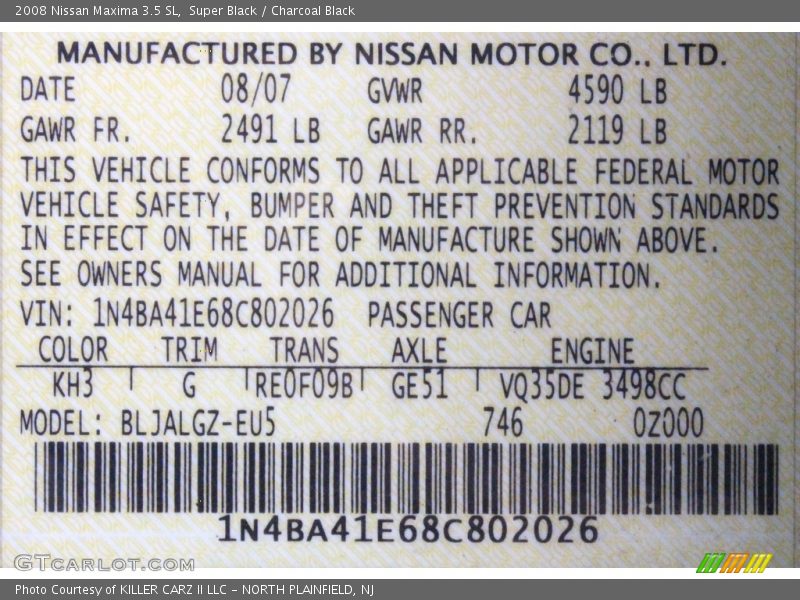 2008 Nissan Maxima 3.5 SL, Super Black / Charcoal Black
MANUFACTURED BY NISSAN MOTOR CO., LTD.
DATE 08/07 GVWR 4590 LB
GAWR FR. 2491 LB GAWR RR. 2119 LB
THIS VEHICLE CONFORMS TO ALL APPLICABLE FEDERAL MOTOR
VEHICLE SAFETY, BUMPER AND THEFT PREVENTION STANDARDS
IN EFFECT ON THE DATE OF MANUFACTURE SHOWN ABOVE.
SEE OWNERS MANUAL FOR ADDITIONAL INFORMATION.
VIN: 1N4BA41E68C802026 PASSENGER CAR
COLOR TRIM TRANS AXLE ENGINE
KH3 G RE0F09B GE51 VQ35DE 3498CC
MODEL: BLJALGZ-EU5 746 0Z000
1N4BA41E68C802026
GTcarlot.com
Photo Courtesy of KILLER CARZ II LLC - NORTH PLAINFIELD, NJ